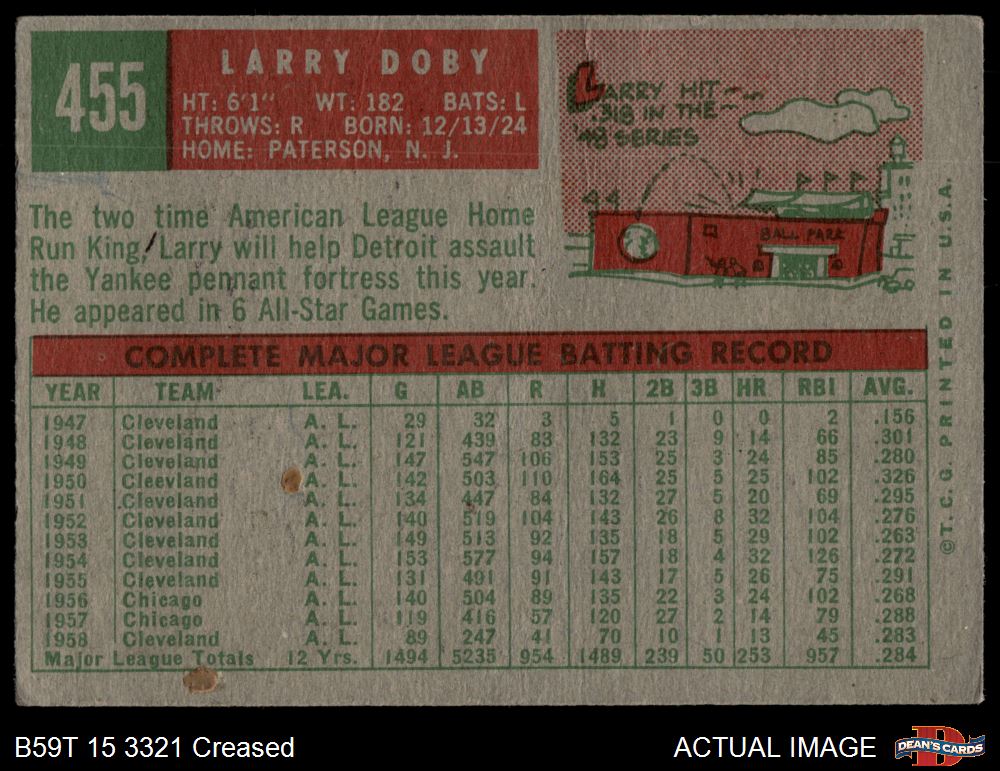 455
LARRY DOBY
HT: 6'1" WT: 182 BATS: L
THROWS: R BORN: 12/13/24
HOME: PATERSON, N. J.
LARRY HIT
.318 IN THE
'48 SERIES
BALL PARK
The two time American League Home
Run King, Larry will help Detroit assault
the Yankee pennant fortress this year.
He appeared in 6 All-Star Games.
COMPLETE MAJOR LEAGUE BATTING RECORD
YEAR TEAM LEA. G AB R H 2B 3B HR RBI AVG.
1947 Cleveland A. L. 29 32 3 5 1 0 0 2 .156
1948 Cleveland A. L. 121 439 83 132 23 9 14 66 .301
1949 Cleveland A. L. 147 547 106 153 25 3 24 85 .280
1950 Cleveland A. L. 142 503 110 164 25 5 25 102 .326
1951 Cleveland A. L. 134 447 84 132 27 5 20 69 .295
1952 Cleveland A. L. 140 519 104 143 26 8 32 104 .276
1953 Cleveland A. L. 149 513 92 135 18 5 29 102 .263
1954 Cleveland A. L. 153 577 94 157 18 4 32 126 .272
1955 Cleveland A. L. 131 491 91 143 17 5 26 75 .291
1956 Chicago A. L. 140 504 89 135 22 3 24 102 .268
1957 Chicago A. L. 119 416 57 120 27 2 14 79 .288
1958 Cleveland A. L. 89 247 41 70 10 1 13 45 .283
Major League Totals 12 Yrs. 1494 5235 954 1489 239 50 253 957 .284
©T. C. G. PRINTED IN U.S.A.
B59T 15 3321 Creased
ACTUAL IMAGE
DEAN'S CARDS